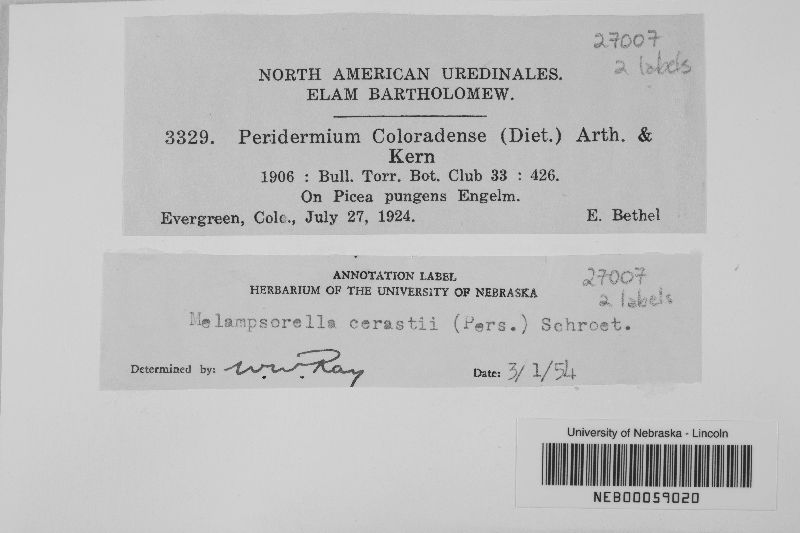 27007
2 labels
NORTH AMERICAN UREDINALES.
ELAM BARTHOLOMEW.
3329. Peridermium Coloradense (Diet.) Arth. &
Kern
1906 : Bull. Torr. Bot. Club 33 : 426.
On Picea pungens Engelm.
Evergreen, Colo., July 27, 1924. E. Bethel
ANNOTATION LABEL
HERBARIUM OF THE UNIVERSITY OF NEBRASKA
27007
2 labels
Melampsorella cerastii (Pers.) Schroet.
Determined by: W.W. Ray Date: 3/1/54
University of Nebraska - Lincoln
NEB00059020